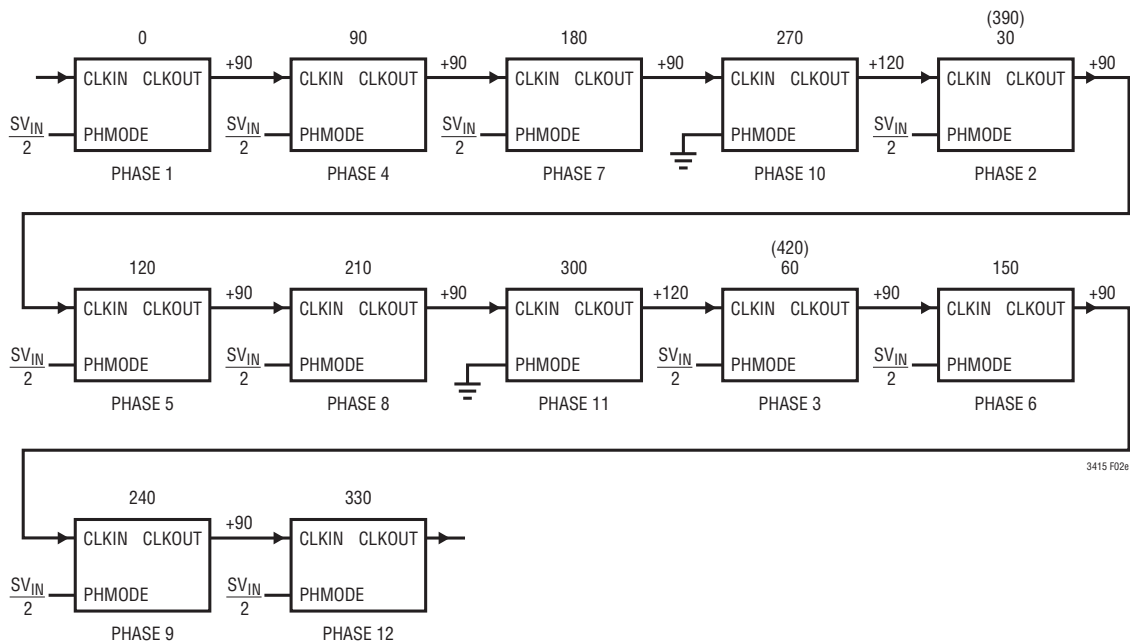 0 90 180 270 (390)
30
+90 +90 +90 +120 +90
CLKIN CLKOUT CLKIN CLKOUT CLKIN CLKOUT CLKIN CLKOUT CLKIN CLKOUT
SVIN
2
PHMODE
SVIN
2
PHMODE
SVIN
2
PHMODE
PHMODE
SVIN
2
PHMODE
PHASE 1 PHASE 4 PHASE 7 PHASE 10 PHASE 2
120 210 300 (420)
60
150
+90 +90 +120 +90 +90
CLKIN CLKOUT CLKIN CLKOUT CLKIN CLKOUT CLKIN CLKOUT CLKIN CLKOUT
SVIN
2
PHMODE
SVIN
2
PHMODE
PHMODE
SVIN
2
PHMODE
SVIN
2
PHMODE
PHASE 5 PHASE 8 PHASE 11 PHASE 3 PHASE 6
3415 F02e
240 330
+90
CLKIN CLKOUT CLKIN CLKOUT
SVIN
2
PHMODE
SVIN
2
PHMODE
PHASE 9 PHASE 12